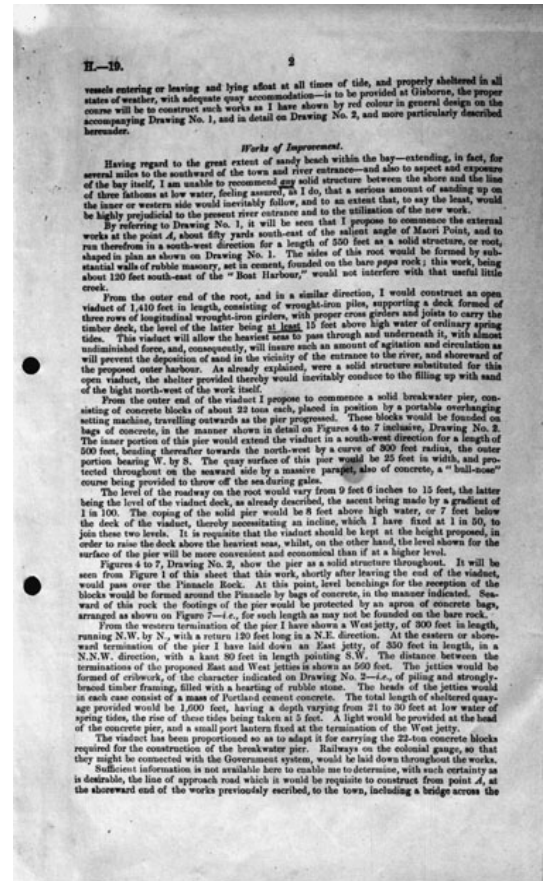 H.—19.
2
vessels entering or leaving and lying afloat at all times of tide, and properly sheltered in all
states of weather, with adequate quay accommodation—is to be provided at Gisborne, the proper
course will be to construct such works as I have shown by red colour in general design on the
accompanying Drawing No. 1, and in detail on Drawing No. 2, and more particularly described
hereunder.
Works of Improvement.
Having regard to the great extent of sandy beach within the bay—extending, in fact, for
several miles to the southward of the town and river entrance—and also to aspect and exposure
of the bay itself, I am unable to recommend any solid structure between the shore and the line
of three fathoms at low water, feeling assured, as I do, that a serious amount of sanding up on
the inner or western side would inevitably follow, and to an extent that, to say the least, would
be highly prejudicial to the present river entrance and to the utilisation of the new work.
By referring to Drawing No. 1, it will be seen that I propose to commence the external
works at the point A, about fifty yards south-east of the salient angle of Maori Point, and to
run therefrom in a south-west direction for a length of 550 feet as a solid structure, or root,
shaped in plan as shown on Drawing No. 1. The sides of this root would be formed by sub-
stantial walls of rubble masonry, set in cement, founded on the bare papa rock; this work, being
about 120 feet south-east of the "Boat Harbour," would not interfere with that useful little
creek.
From the outer end of the root, and in a similar direction, I would construct an open
viaduct of 1,410 feet in length, consisting of wrought-iron piles, supporting a deck formed of
three rows of longitudinal wrought-iron girders, with proper cross girders and joists to carry the
timber deck, the level of the latter being at least 15 feet above high water of ordinary spring
tides. This viaduct will allow the heaviest seas to pass through and underneath it, with almost
undiminished force, and, consequently, will insure such an amount of agitation and circulation as
will prevent the deposition of sand in the vicinity of the entrance to the river, and shoreward of
the proposed outer harbour. As already explained, were a solid structure substituted for this
open viaduct, the shelter provided thereby would inevitably conduce to the filling up with sand
of the bight north-west of the work itself.
From the outer end of the viaduct I propose to commence a solid breakwater pier, con-
sisting of concrete blocks of about 22 tons each, placed in position by a portable overhanging
setting machine, travelling outwards as the pier progressed. These blocks would be founded on
bags of concrete, in the manner shown in detail on Figures 4 to 7 inclusive, Drawing No. 2.
The inner portion of this pier would extend the viaduct in a south-west direction for a length of
500 feet, bending thereafter towards the north-west by a curve of 300 feet radius, the outer
portion bearing W. by S. The quay surface of this pier would be 25 feet in width, and pro-
tected throughout on the seaward side by a massive parapet, also of concrete, a "bull-nose"
course being provided to throw off the sea during gales.
The level of the roadway on the root would vary from 9 feet 6 inches to 15 feet, the latter
being the level of the viaduct deck, as already described, the ascent being made by a gradient of
1 in 100. The coping of the solid pier would be 8 feet above high water, or 7 feet below
the deck of the viaduct, thereby necessitating an incline, which I have fixed at 1 in 50, to
join these two levels. It is requisite that the viaduct should be kept at the height proposed, in
order to raise the deck above the heaviest seas, whilst, on the other hand, the level shown for the
surface of the pier will be more convenient and economical than if at a higher level.
Figures 4 to 7, Drawing No. 2, show the pier as a solid structure throughout. It will be
seen from Figure 1 of this sheet that this work, shortly after leaving the end of the viaduct,
would pass over the Pinnacle Rock. At this point, level benchings for the reception of the
blocks would be formed around the Pinnacle by bags of concrete, in the manner indicated. Sea-
ward of this rock the footings of the pier would be protected by an apron of concrete bags,
arranged as shown on Figure 7—i.e., for such length as may not be founded on the bare rock.
From the western termination of the pier I have shown a West jetty, of 300 feet in length,
running N.W. by N., with a return 120 feet long in a N.E. direction. At the eastern or shore-
ward termination of the pier I have laid down an East jetty, of 350 feet in length, in a
N.N.W. direction, with a kant 80 feet in length pointing S.W. The distance between the
terminations of the proposed East and West jetties is shown as 560 feet. The jetties would be
formed of cribwork, of the character indicated on Drawing No. 2—i.e., of piling and strongly-
braced timber framing, filled with a hearting of rubble stone. The heads of the jetties would
in each case consist of a mass of Portland cement concrete. The total length of sheltered quay-
age provided would be 1,600 feet, having a depth varying from 21 to 30 feet at low water of
spring tides, the rise of these tides being taken at 5 feet. A light would be provided at the head
of the concrete pier, and a small port lantern fixed at the termination of the West jetty.
The viaduct has been proportioned so as to adapt it for carrying the 22-ton concrete blocks
required for the construction of the breakwater pier. Railways on the colonial gauge, so that
they might be connected with the Government system, would be laid down throughout the works.
Sufficient information is not available here to enable me to determine, with such certainty as
is desirable, the line of approach road which it would be requisite to construct from point A, at
the shoreward end of the works previously escribed, to the town, including a bridge across the